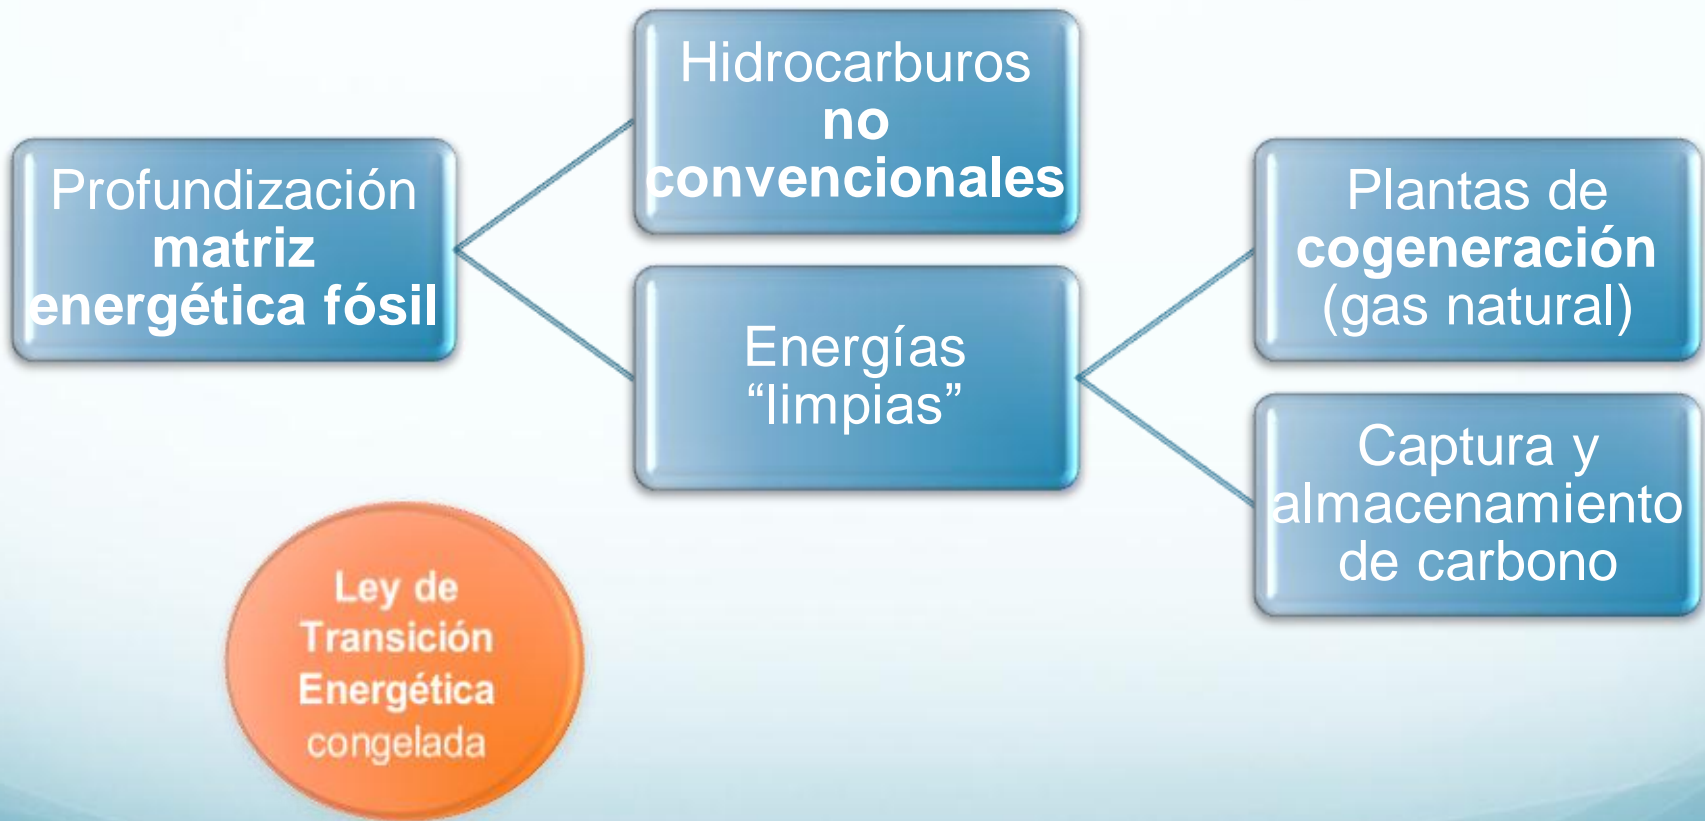 Profundización
matriz
energética fósil
Hidrocarburos
no
convencionales
Energías
“limpias”
Plantas de
cogeneración
(gas natural)
Captura y
almacenamiento
de carbono
Ley de
Transición
Energética
congelada